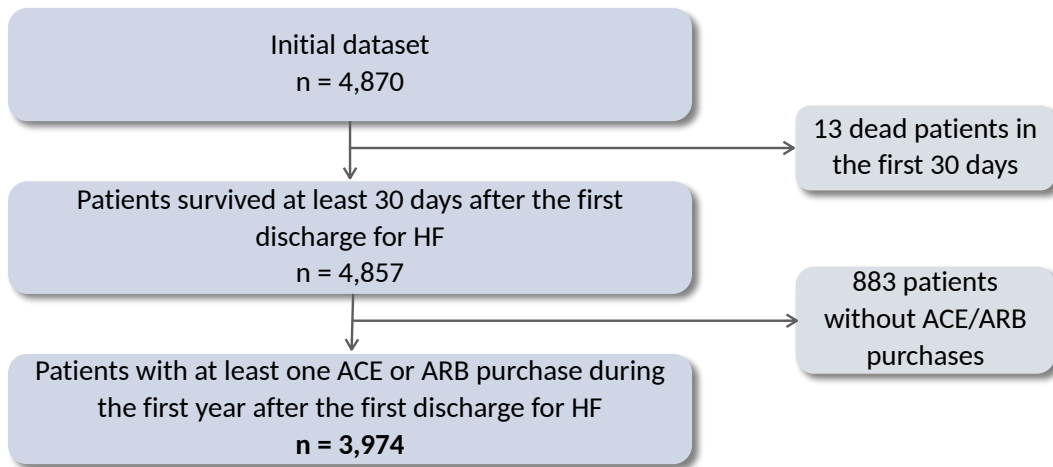 Initial dataset
n = 4,870
13 dead patients in
the first 30 days
Patients survived at least 30 days after the first
discharge for HF
n = 4,857
883 patients
without ACE/ARB
purchases
Patients with at least one ACE or ARB purchase during
the first year after the first discharge for HF
n = 3,974